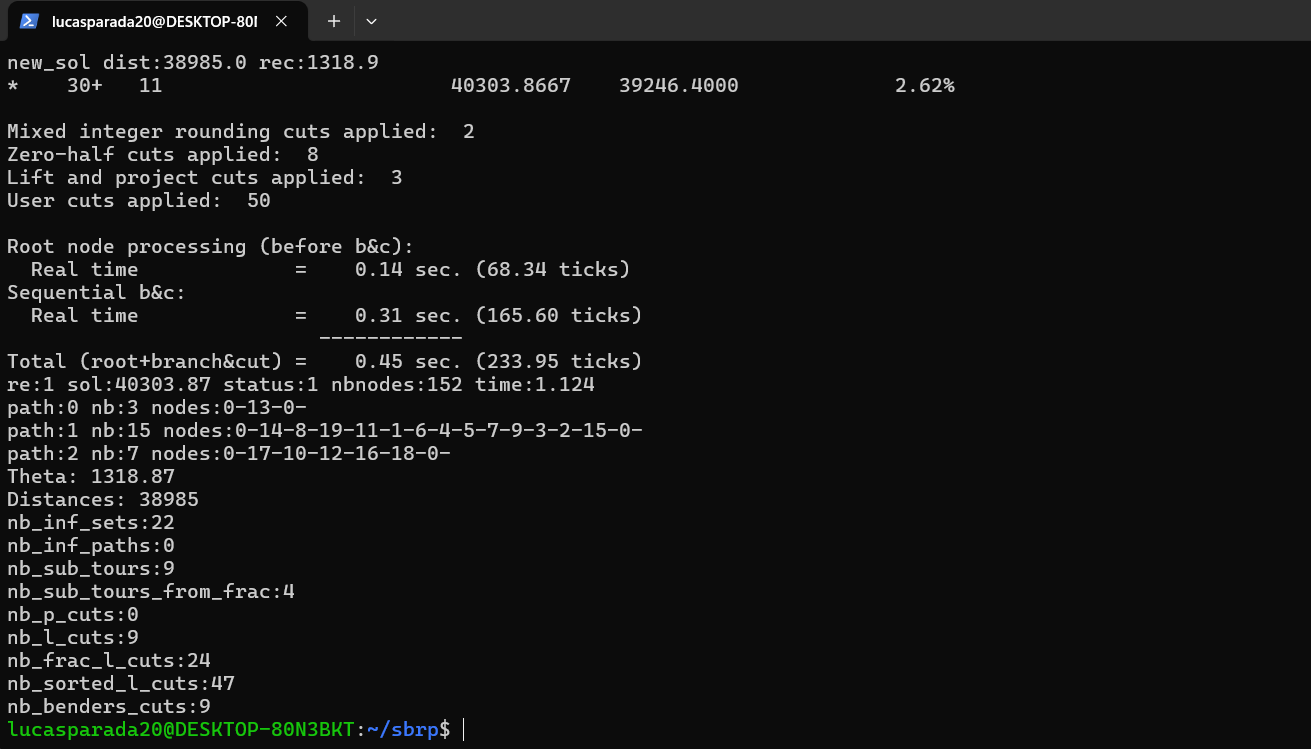 lucasparada20@DESKTOP-80I
new_sol dist:38985.0 rec:1318.9
*    30+   11                        40303.8667    39246.4000             2.62%
Mixed integer rounding cuts applied:  2
Zero-half cuts applied:  8
Lift and project cuts applied:  3
User cuts applied:  50
Root node processing (before b&c):
  Real time             =    0.14 sec. (68.34 ticks)
Sequential b&c:
  Real time             =    0.31 sec. (165.60 ticks)
                          ------------
Total (root+branch&cut) =    0.45 sec. (233.95 ticks)
re:1 sol:40303.87 status:1 nbnodes:152 time:1.124
path:0 nb:3 nodes:0-13-0-
path:1 nb:15 nodes:0-14-8-19-11-1-6-4-5-7-9-3-2-15-0-
path:2 nb:7 nodes:0-17-10-12-16-18-0-
Theta: 1318.87
Distances: 38985
nb_inf_sets:22
nb_inf_paths:0
nb_sub_tours:9
nb_sub_tours_from_frac:4
nb_p_cuts:0
nb_l_cuts:9
nb_frac_l_cuts:24
nb_sorted_l_cuts:47
nb_benders_cuts:9
lucasparada20@DESKTOP-80N3BKT:~/sbrp$